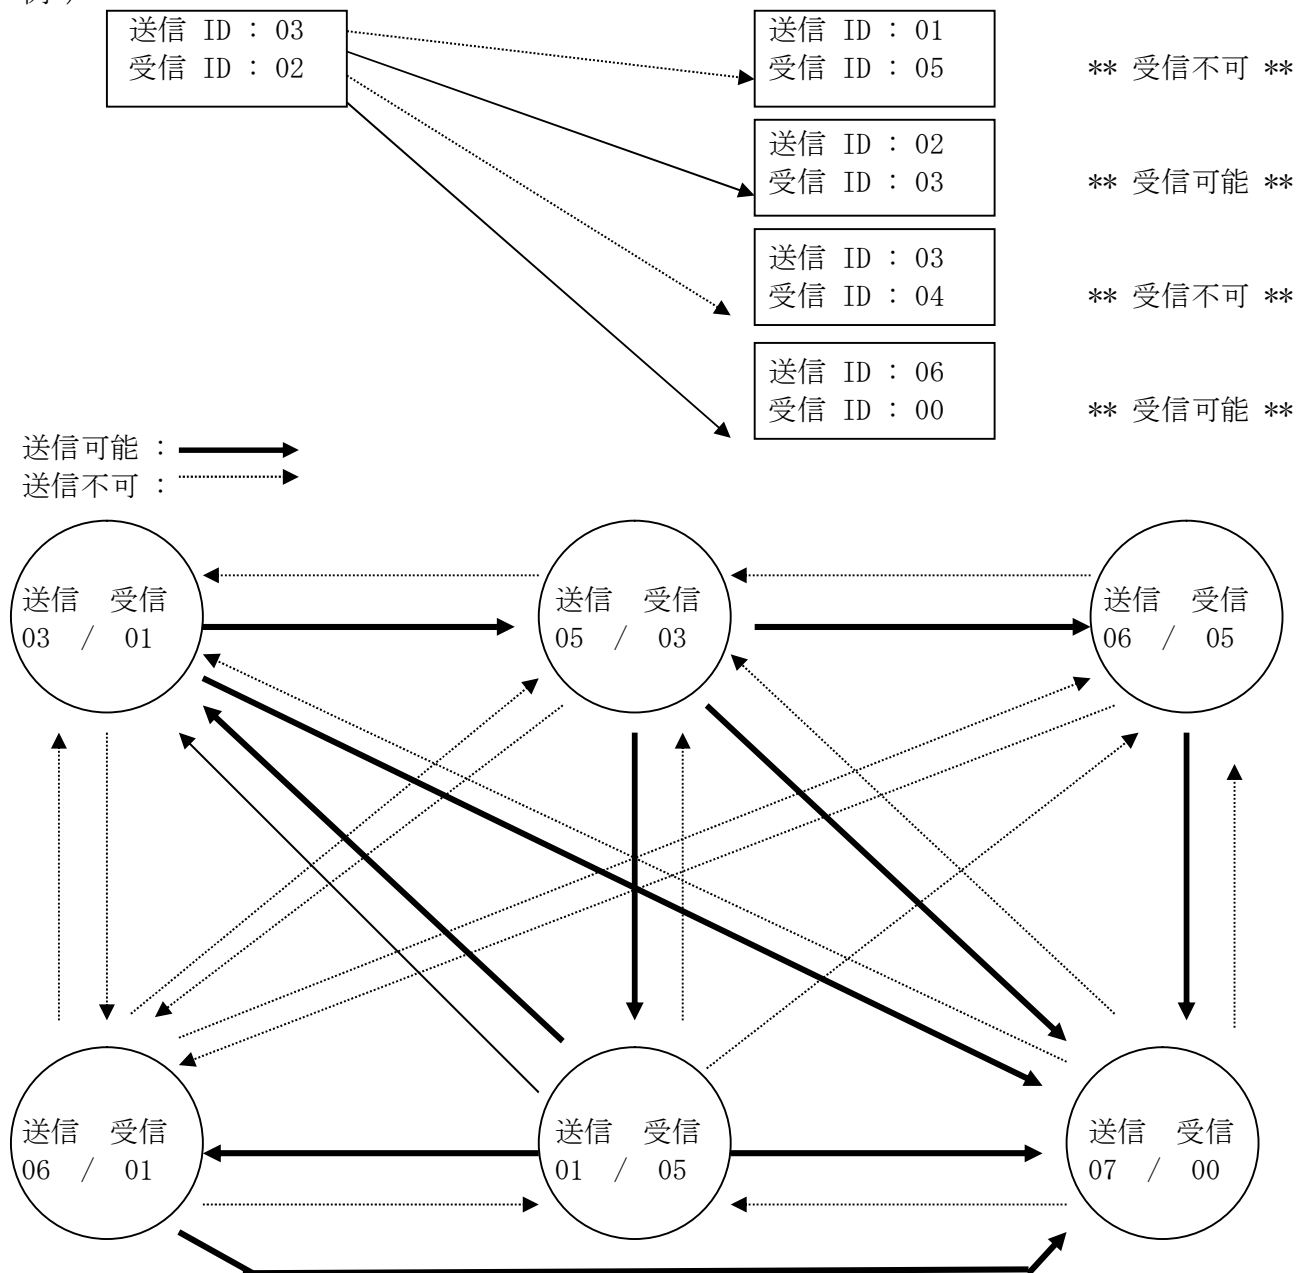 送信 ID : 03
受信 ID : 02
送信 ID : 01
受信 ID : 05
** 受信不可 **
送信 ID : 02
受信 ID : 03
** 受信可能 **
送信 ID : 03
受信 ID : 04
** 受信不可 **
送信 ID : 06
受信 ID : 00
** 受信可能 **
送信可能 :
送信不可 :
送信 受信
03 / 01
送信 受信
05 / 03
送信 受信
06 / 05
送信 受信
06 / 01
送信 受信
01 / 05
送信 受信
07 / 00